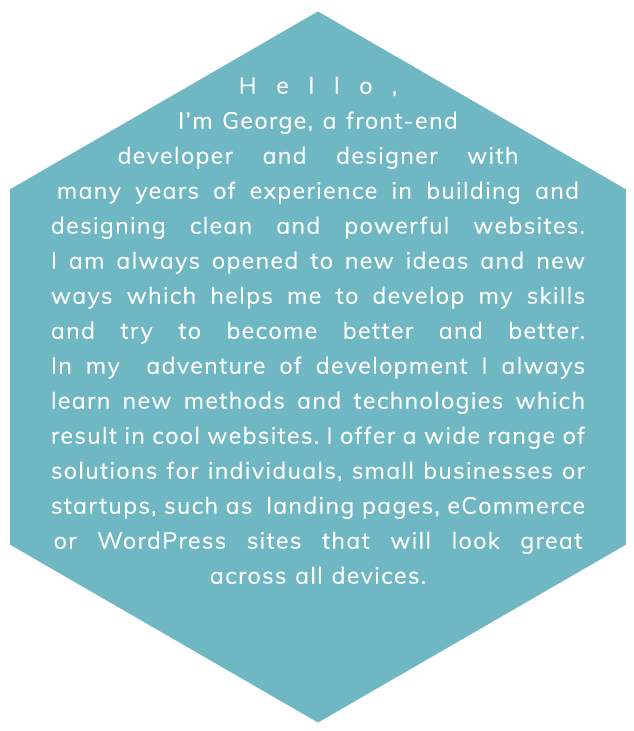 Hello,
I'm George, a front-end
developer and designer with
many years of experience in building and
designing clean and powerful websites.
I am always opened to new ideas and new
ways which helps me to develop my skills
and try to become better and better.
In my adventure of development I always
learn new methods and technologies which
result in cool websites. I offer a wide range of
solutions for individuals, small businesses or
startups, such as landing pages, eCommerce
or WordPress sites that will look great
across all devices.